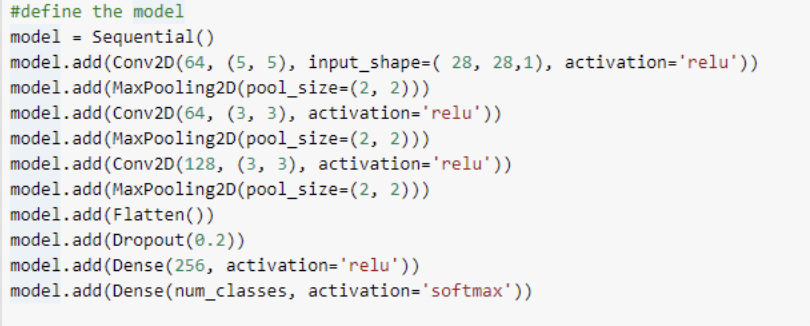 #define the model
model = Sequential()
model.add(Conv2D(64, (5, 5), input_shape=( 28, 28,1), activation='relu'))
model.add(MaxPooling2D(pool_size=(2, 2)))
model.add(Conv2D(64, (3, 3), activation='relu'))
model.add(MaxPooling2D(pool_size=(2, 2)))
model.add(Conv2D(128, (3, 3), activation='relu'))
model.add(MaxPooling2D(pool_size=(2, 2)))
model.add(Flatten())
model.add(Dropout(0.2))
model.add(Dense(256, activation='relu'))
model.add(Dense(num_classes, activation='softmax'))